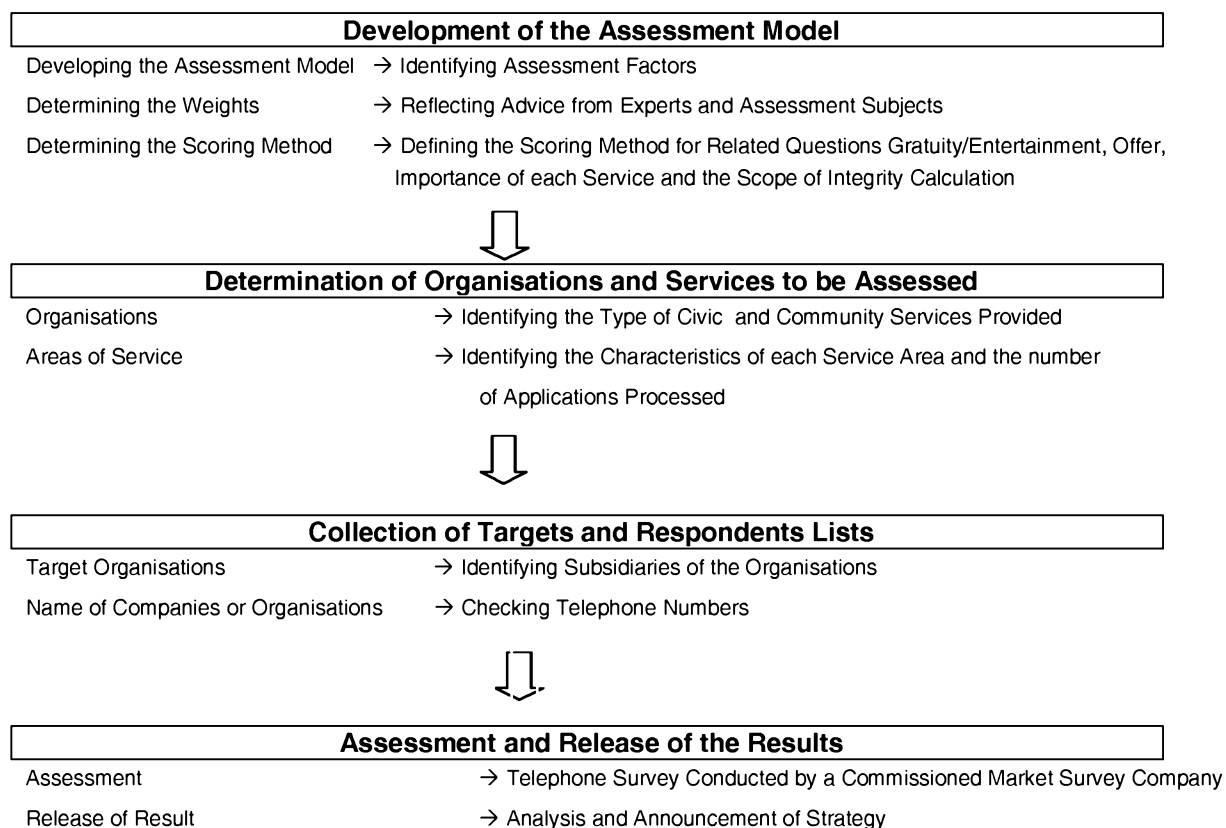 Development of the Assessment Model
Developing the Assessment Model → Identifying Assessment Factors
Determining the Weights → Reflecting Advice from Experts and Assessment Subjects
Determining the Scoring Method → Defining the Scoring Method for Related Questions Gratuity/Entertainment, Offer,
Importance of each Service and the Scope of Integrity Calculation
Determination of Organisations and Services to be Assessed
Organisations → Identifying the Type of Civic and Community Services Provided
Areas of Service → Identifying the Characteristics of each Service Area and the number
of Applications Processed
Collection of Targets and Respondents Lists
Target Organisations → Identifying Subsidiaries of the Organisations
Name of Companies or Organisations → Checking Telephone Numbers
Assessment and Release of the Results
Assessment → Telephone Survey Conducted by a Commissioned Market Survey Company
Release of Result → Analysis and Announcement of Strategy